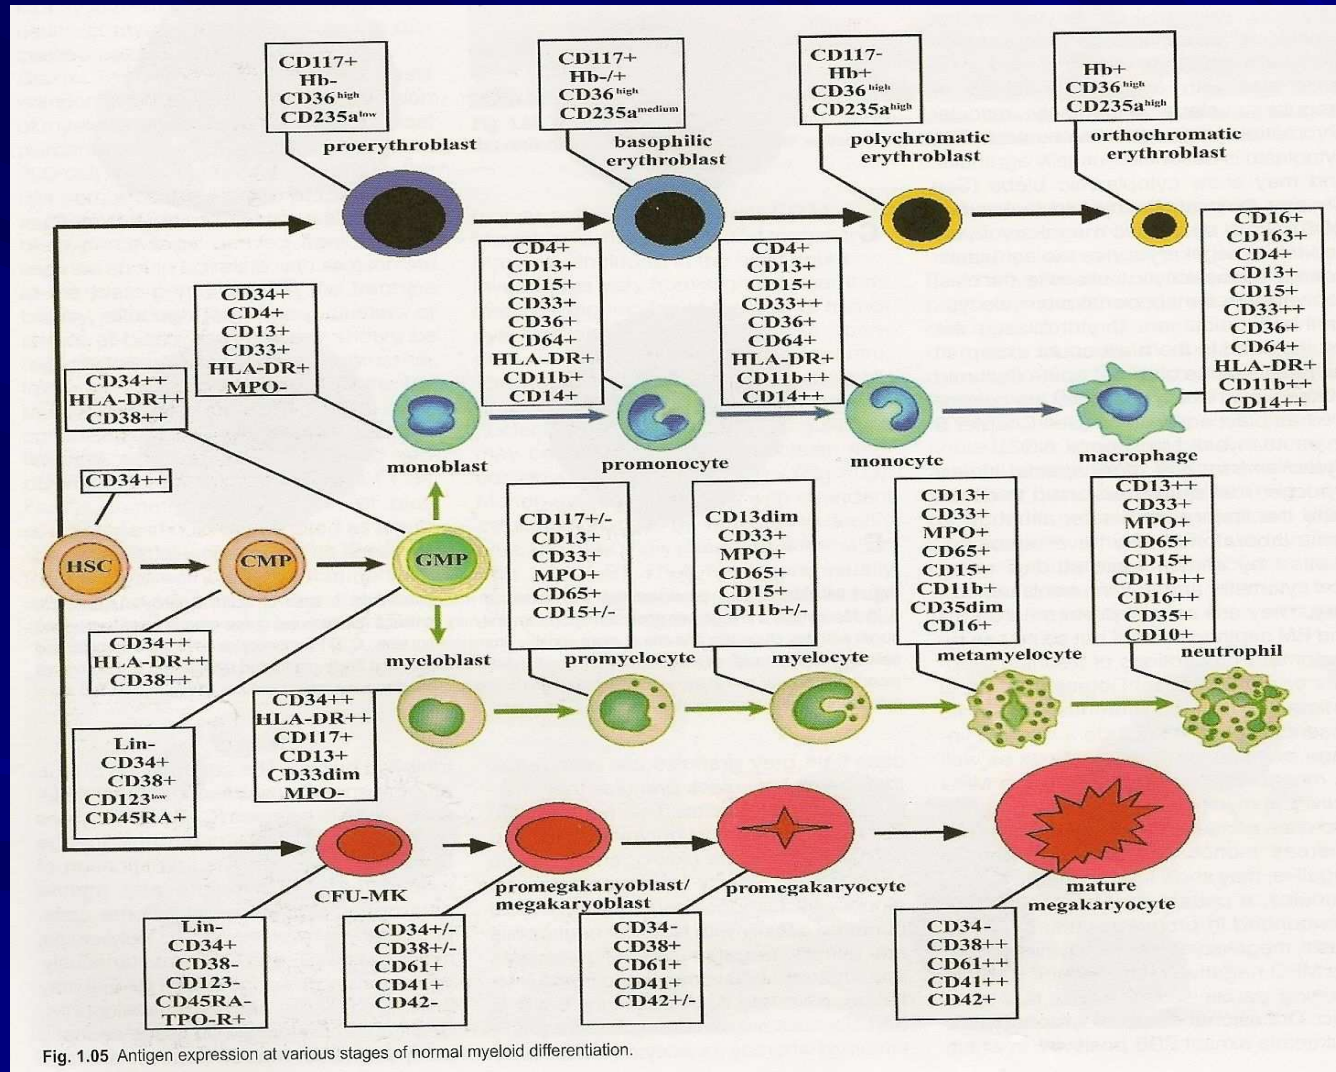 CD117+
Hb-
CD36high
CD235alow
proerythroblast
CD117+
Hb-/+
CD36high
CD235amedium
basophilic
erythroblast
CD117-
Hb+
CD36high
CD235ahigh
polychromatic
erythroblast
Hb+
CD36high
CD235ahigh
orthochromatic
erythroblast
CD34+
CD4+
CD13+
CD33+
HLA-DR+
MPO-
monoblast
CD4+
CD13+
CD15+
CD33+
CD36+
CD64+
HLA-DR+
CD11b+
CD14+
promonocyte
CD4+
CD13+
CD15+
CD33++
CD36+
CD64+
HLA-DR+
CD11b++
CD14++
monocyte
CD16+
CD163+
CD4+
CD13+
CD15+
CD33++
CD36+
CD64+
HLA-DR+
CD11b++
CD14++
macrophage
CD34++
HLA-DR++
CD38++
CD34++
HSC
CMP
GMP
CD34++
HLA-DR++
CD38++
Lin-
CD34+
CD38+
CD123low
CD45RA+
mycloblast
CD34++
HLA-DR++
CD117+
CD13+
CD33dim
MPO-
CD117+/-
CD13+
CD33+
MPO+
CD65+
CD15+/-
promyclocyte
CD13dim
CD33+
MPO+
CD65+
CD15+
CD11b+/-
myelocyte
CD13+
CD33+
MPO+
CD65+
CD15+
CD11b+
CD35dim
CD16+
metamyelocyte
CD13++
CD33+
MPO+
CD65+
CD15+
CD11b++
CD16++
CD35+
CD10+
neutrophil
CFU-MK
Lin-
CD34+
CD38-
CD123-
CD45RA-
TPO-R+
promegakaryoblast/
megakaryoblast
CD34+/-
CD38+/-
CD61+
CD41+
CD42-
promegakaryocyte
CD34-
CD38+
CD61+
CD41+
CD42+/-
mature
megakaryocyte
CD34-
CD38++
CD61++
CD41++
CD42+
Fig. 1.05 Antigen expression at various stages of normal myeloid differentiation.